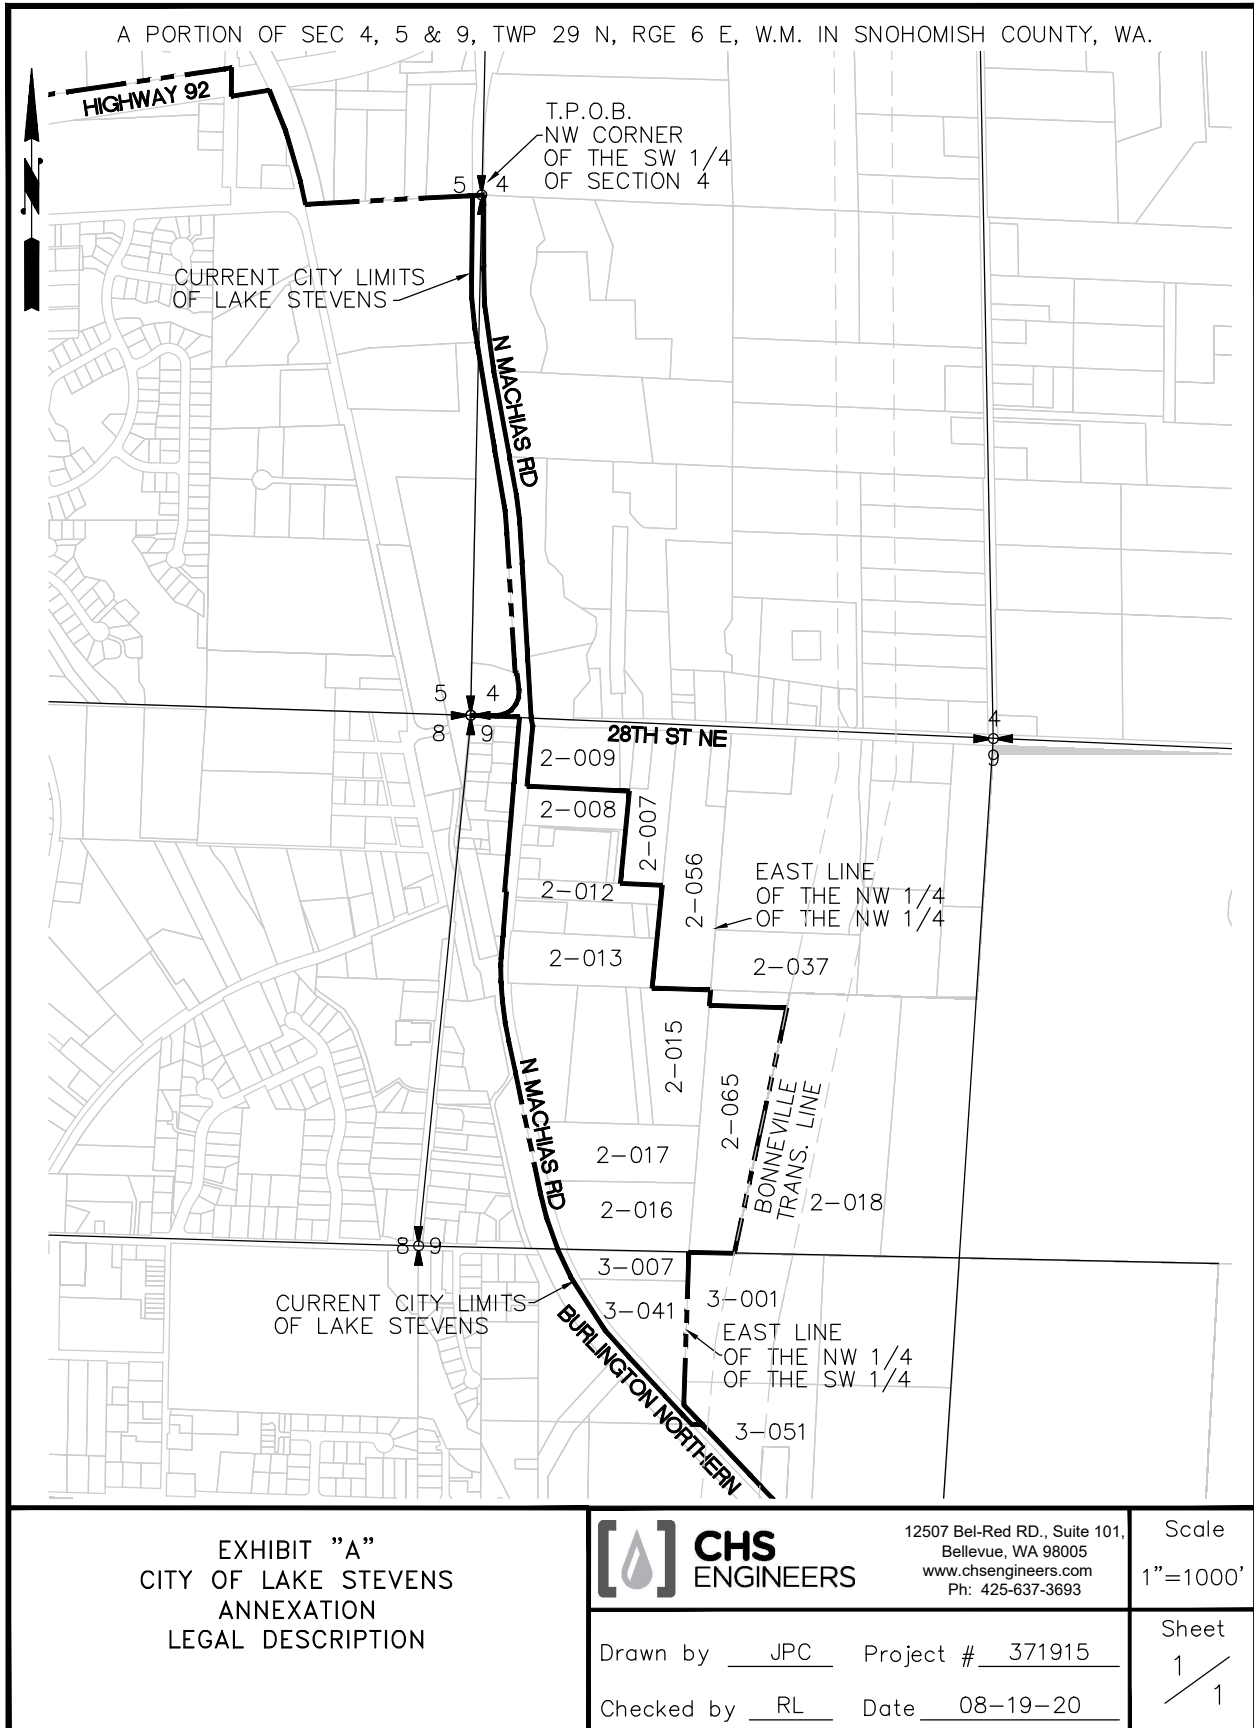 A PORTION OF SEC 4, 5 & 9, TWP 29 N, RGE 6 E, W.M. IN SNOHOMISH COUNTY, WA.
HIGHWAY 92
N
T.P.O.B.
NW CORNER
OF THE SW 1/4
OF SECTION 4
5 4
CURRENT CITY LIMITS
OF LAKE STEVENS
N MACHIAS RD
5 4
8 9
28TH ST NE
4
9
2-009
2-008
2-007
2-012
2-056
EAST LINE
OF THE NW 1/4
OF THE NW 1/4
2-013
2-037
2-015
2-065
N MACHIAS RD
BONNEVILLE
TRANS. LINE
2-017
2-018
2-016
8 9
3-007
3-041
3-001
CURRENT CITY LIMITS
OF LAKE STEVENS
EAST LINE
OF THE NW 1/4
OF THE SW 1/4
BURLINGTON NORTHERN
3-051
EXHIBIT "A"
CITY OF LAKE STEVENS
ANNEXATION
LEGAL DESCRIPTION
CHS
ENGINEERS
12507 Bel-Red RD., Suite 101,
Bellevue, WA 98005
www.chsengineers.com
Ph: 425-637-3693
Scale
1"=1000'
Drawn by JPC Project # 371915
Checked by RL Date 08-19-20
Sheet
1/1